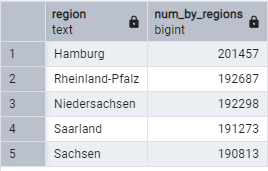 region num_by_regions
text bigint
1 Hamburg 201457
2 Rheinland-Pfalz 192687
3 Niedersachsen 192298
4 Saarland 191273
5 Sachsen 190813